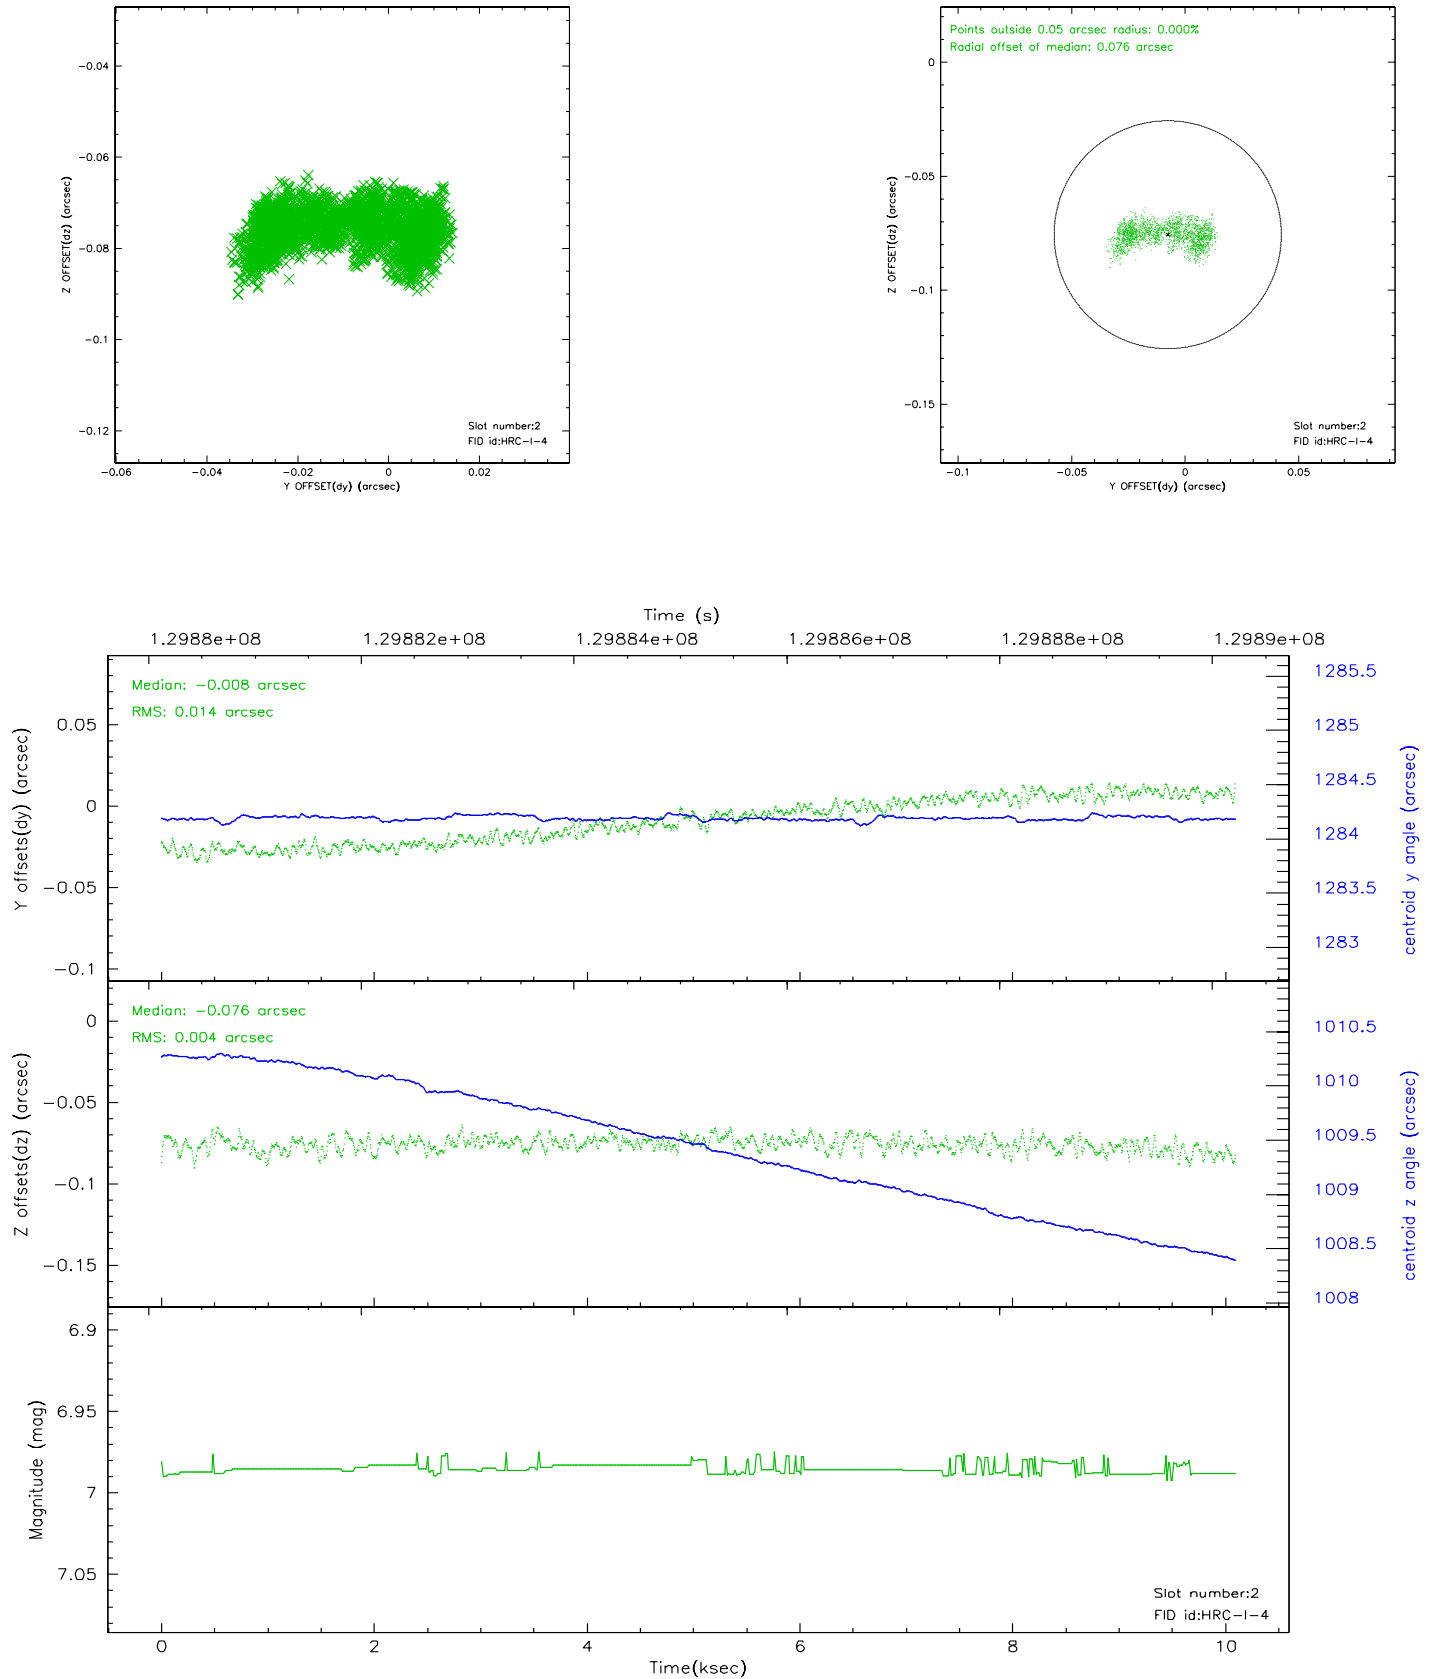 −0.04
−0.06
−0.08
−0.1
−0.12
Z OFFSET(dz) (arcsec)
Slot number:2
FID id:HRC−I−4
−0.06 −0.04 −0.02 0 0.02
Y OFFSET(dy) (arcsec)
Points outside 0.05 arcsec radius: 0.000%
Radial offset of median: 0.076 arcsec
0
−0.05
−0.1
−0.15
Z OFFSET(dz) (arcsec)
Slot number:2
FID id:HRC−I−4
−0.1 −0.05 0 0.05
Y OFFSET(dy) (arcsec)
Time (s)
1.2988e+08 1.29882e+08 1.29884e+08 1.29886e+08 1.29888e+08 1.2989e+08
Median: −0.008 arcsec
RMS: 0.014 arcsec
0.05
0
−0.05
−0.1
Y offsets(dy) (arcsec)
1285.5
1285
1284.5
1284
1283.5
1283
centroid y angle (arcsec)
Median: −0.076 arcsec
RMS: 0.004 arcsec
0
−0.05
−0.1
−0.15
Z offsets(dz) (arcsec)
1010.5
1010
1009.5
1009
1008.5
1008
centroid z angle (arcsec)
6.9
6.95
7
7.05
Magnitude (mag)
Slot number:2
FID id:HRC−I−4
0 2 4 6 8 10
Time(ksec)